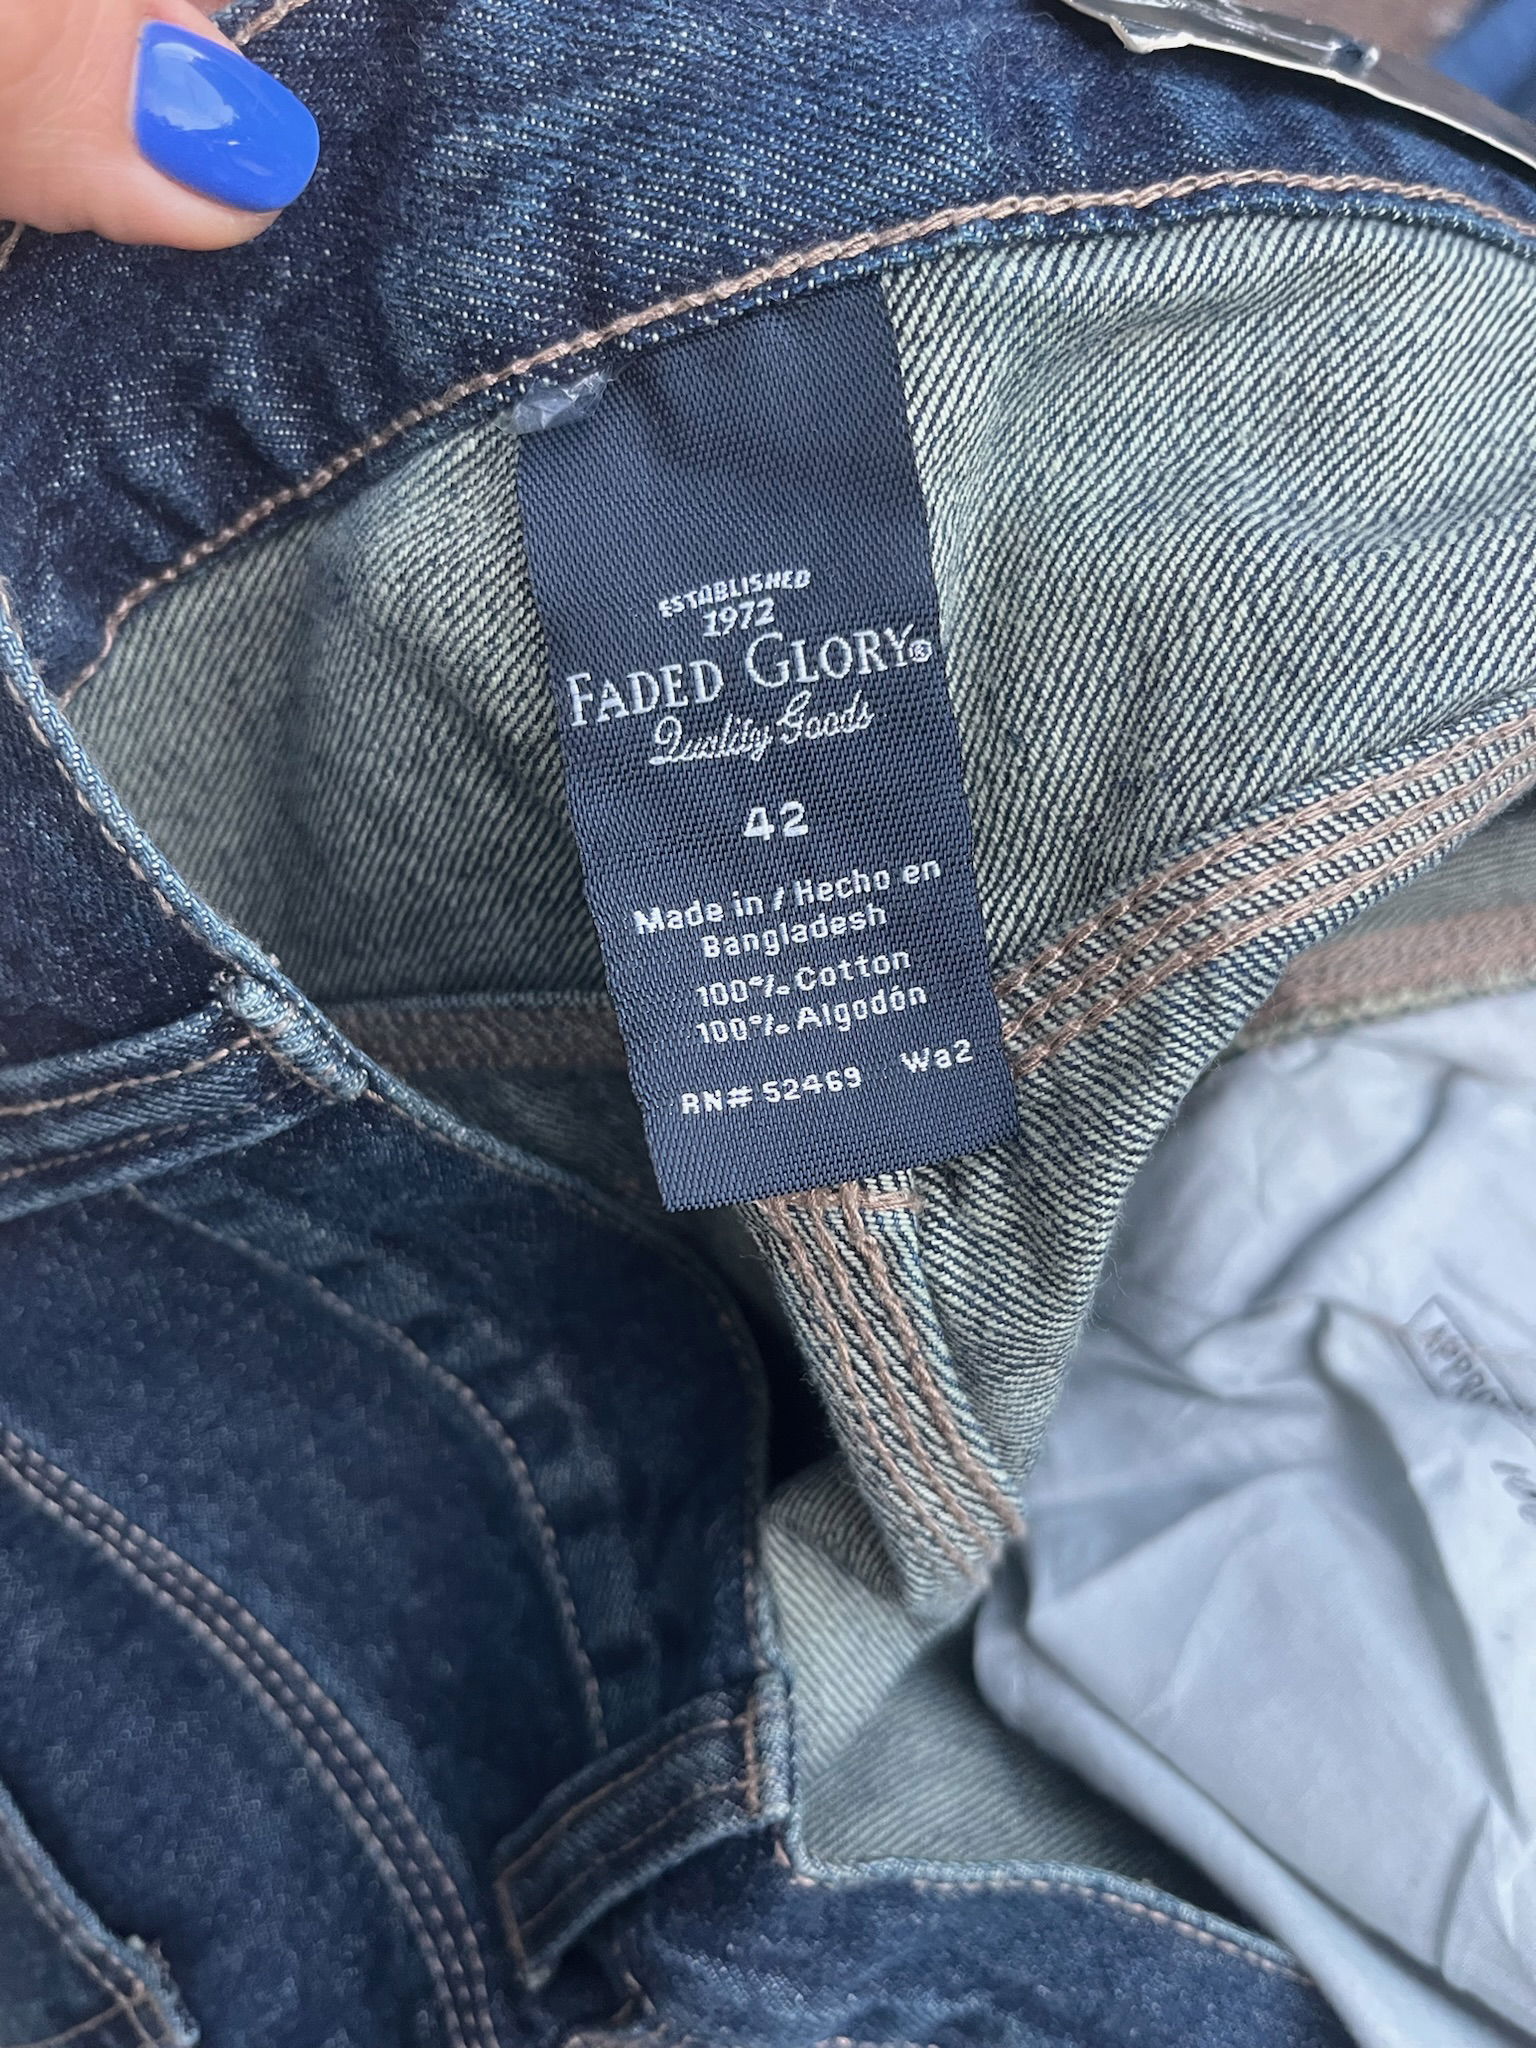 ESTABLISHED
1972
FADED GLORY®
Quality Goods
42
Made in / Hecho en
Bangladesh
100% Cotton
100% Algodón
RN# 52469 Wa2